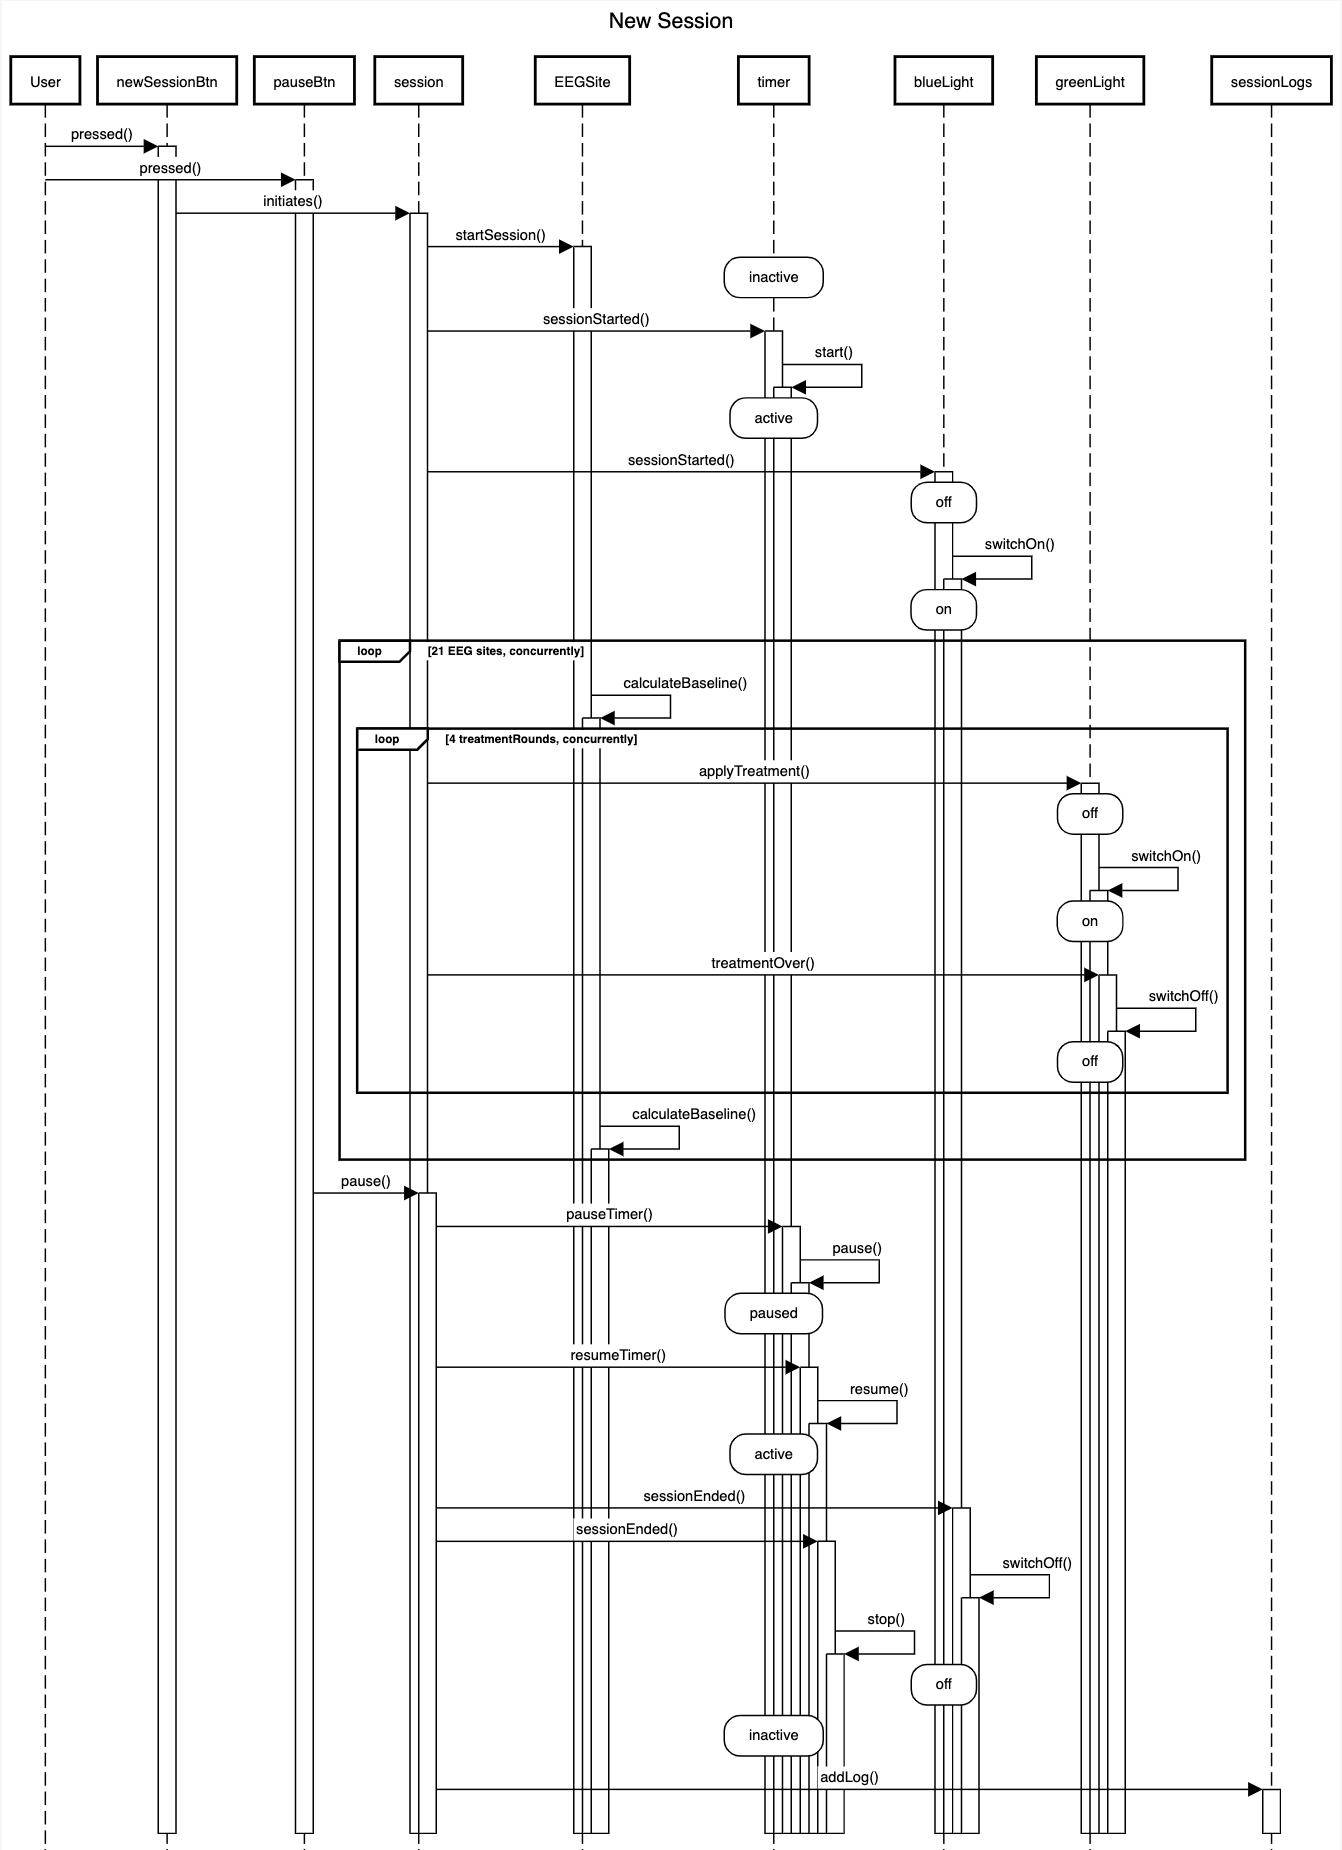 New Session
User
newSessionBtn
pauseBtn
session
EEGSite
timer
blueLight
greenLight
sessionLogs
pressed()
pressed()
initiates()
startSession()
inactive
sessionStarted()
start()
active
sessionStarted()
off
switchOn()
on
loop
[21 EEG sites, concurrently]
calculateBaseline()
loop
[4 treatmentRounds, concurrently]
applyTreatment()
off
switchOn()
on
treatmentOver()
switchOff()
off
calculateBaseline()
pause()
pauseTimer()
pause()
paused
resumeTimer()
resume()
active
sessionEnded()
sessionEnded()
switchOff()
stop()
off
inactive
addLog()